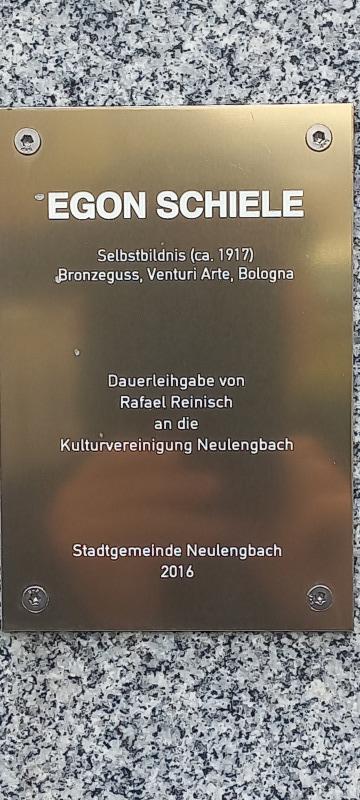 EGON SCHIELE
Selbstbildnis (ca. 1917)
Bronzeguss, Venturi Arte, Bologna
Dauerleihgabe von
Rafael Reinisch
an die
Kulturvereinigung Neulengbach
Stadtgemeinde Neulengbach
2016